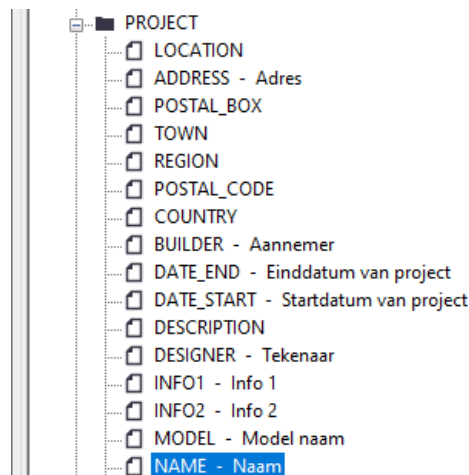 PROJECT
LOCATION
ADDRESS - Adres
POSTAL_BOX
TOWN
REGION
POSTAL_CODE
COUNTRY
BUILDER - Aannemer
DATE_END - Einddatum van project
DATE_START - Startdatum van project
DESCRIPTION
DESIGNER - Tekenaar
INFO1 - Info 1
INFO2 - Info 2
MODEL - Model naam
NAME - Naam